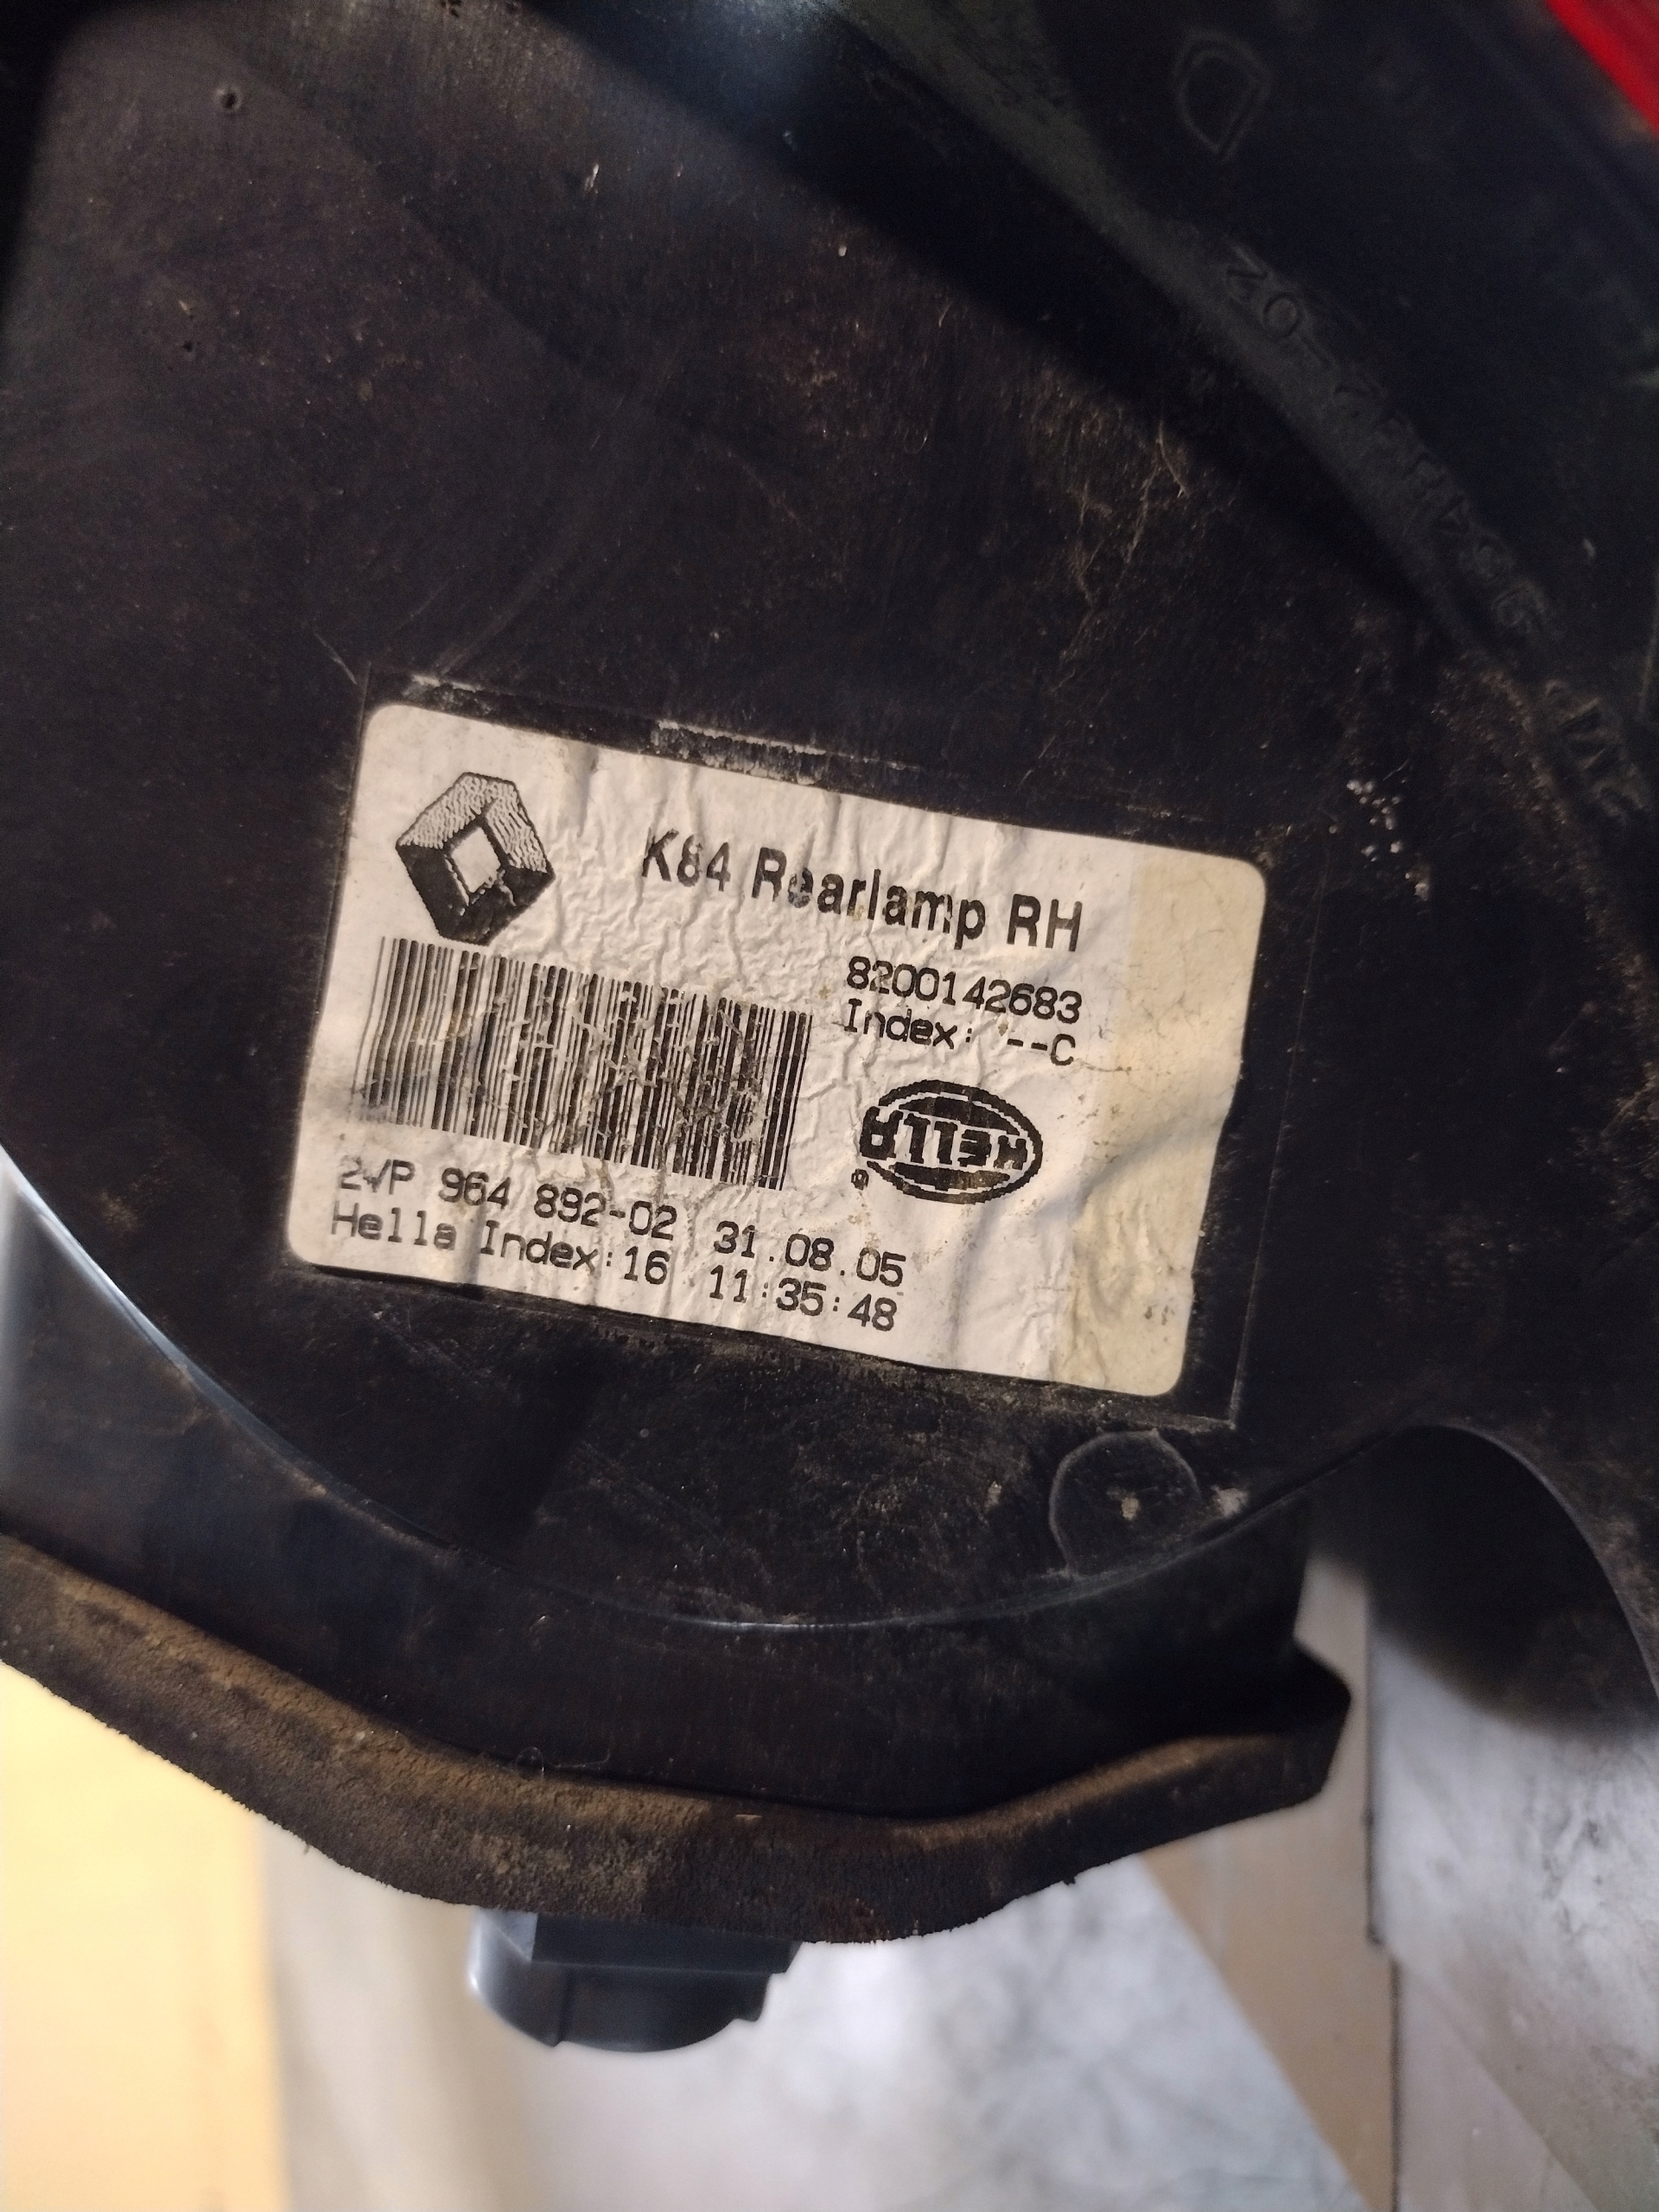 K84 Rearlamp RH
8200142683
Index: --C
HELLA
®
2VP 964 892-02 31.08.05
Hella Index:16 11:35:48